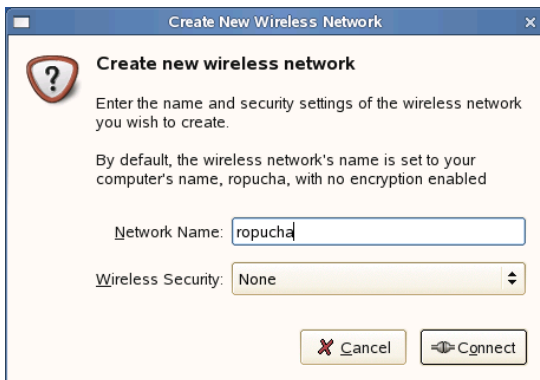 Create New Wireless Network
Create new wireless network
Enter the name and security settings of the wireless network
you wish to create.
By default, the wireless network's name is set to your
computer's name, ropucha, with no encryption enabled
Network Name: ropucha
Wireless Security: None
Cancel Connect